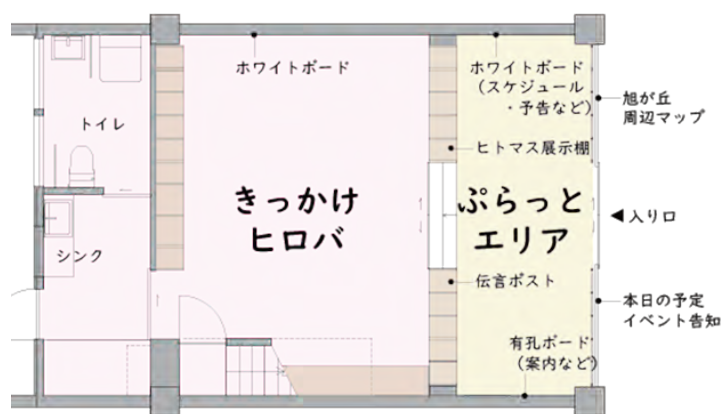 ホワイトボード
ホワイトボード
（スケジュール
・予告など）
旭が丘
周辺マップ
トイレ
ヒトマス展示棚
きっかけ
ヒロバ
ぷらっと
エリア
◀入り口
シンク
伝言ポスト
本日の予定
イベント告知
有孔ボード
（案内など）